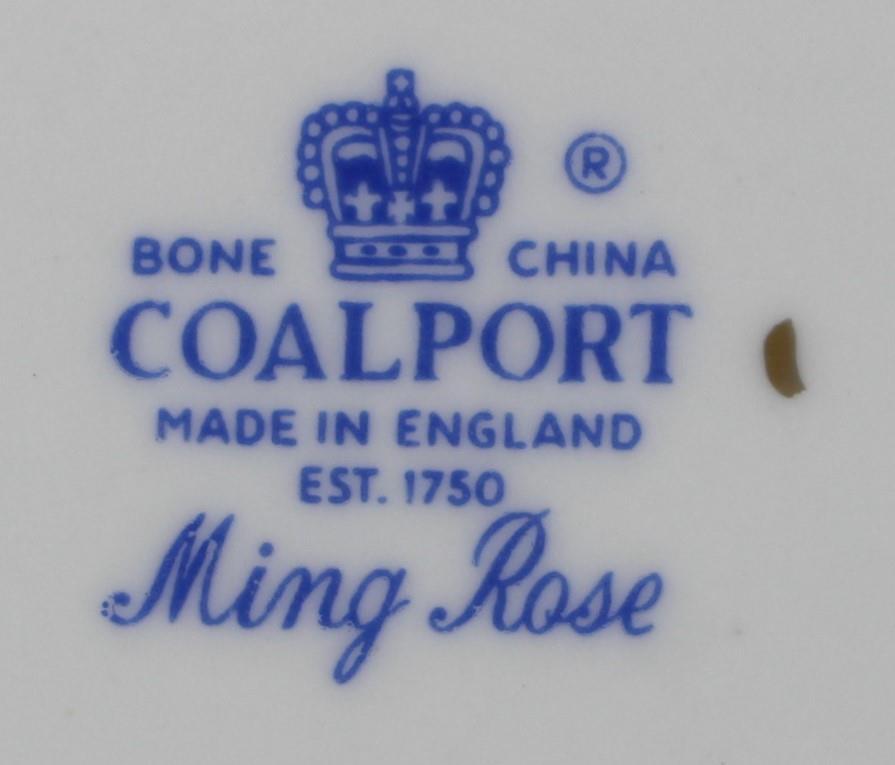 ®
BONE CHINA
COALPORT
MADE IN ENGLAND
EST. 1750
Ming Rose